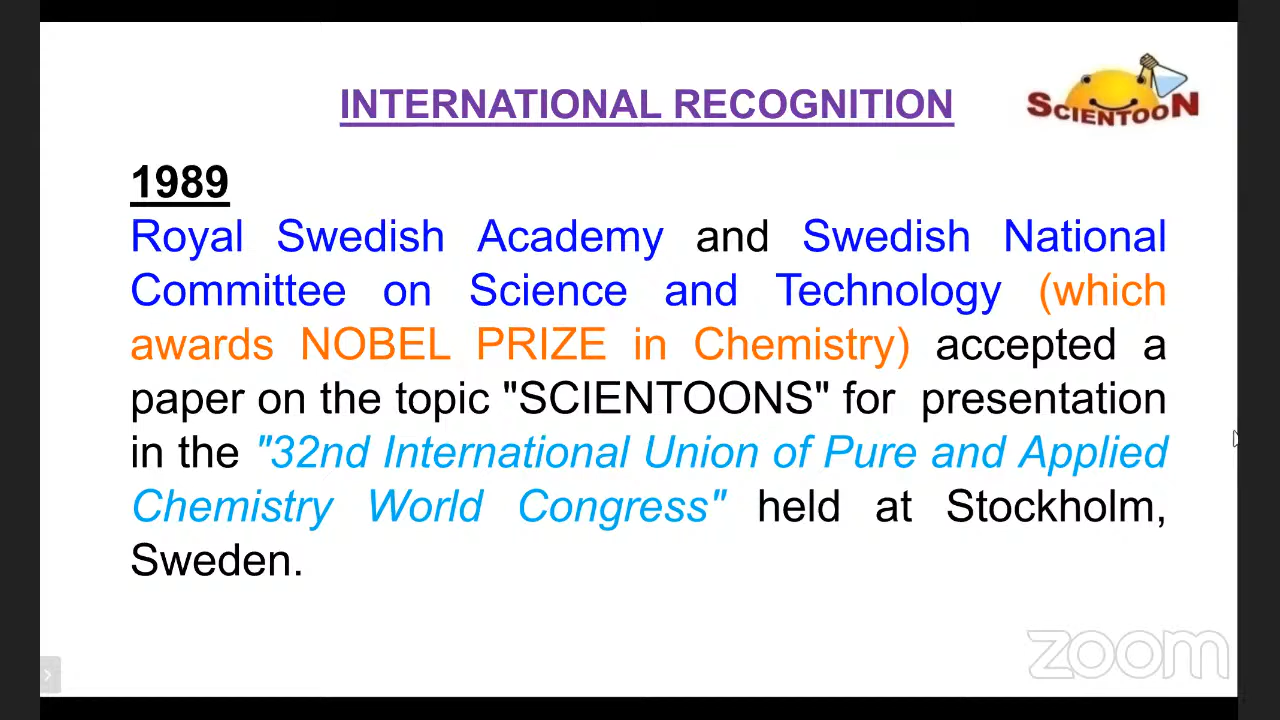 INTERNATIONAL RECOGNITION
SCIENTOON
1989
Royal Swedish Academy and Swedish National
Committee on Science and Technology (which
awards NOBEL PRIZE in Chemistry) accepted a
paper on the topic "SCIENTOONS" for presentation
in the "32nd International Union of Pure and Applied
Chemistry World Congress" held at Stockholm,
Sweden.
zoom